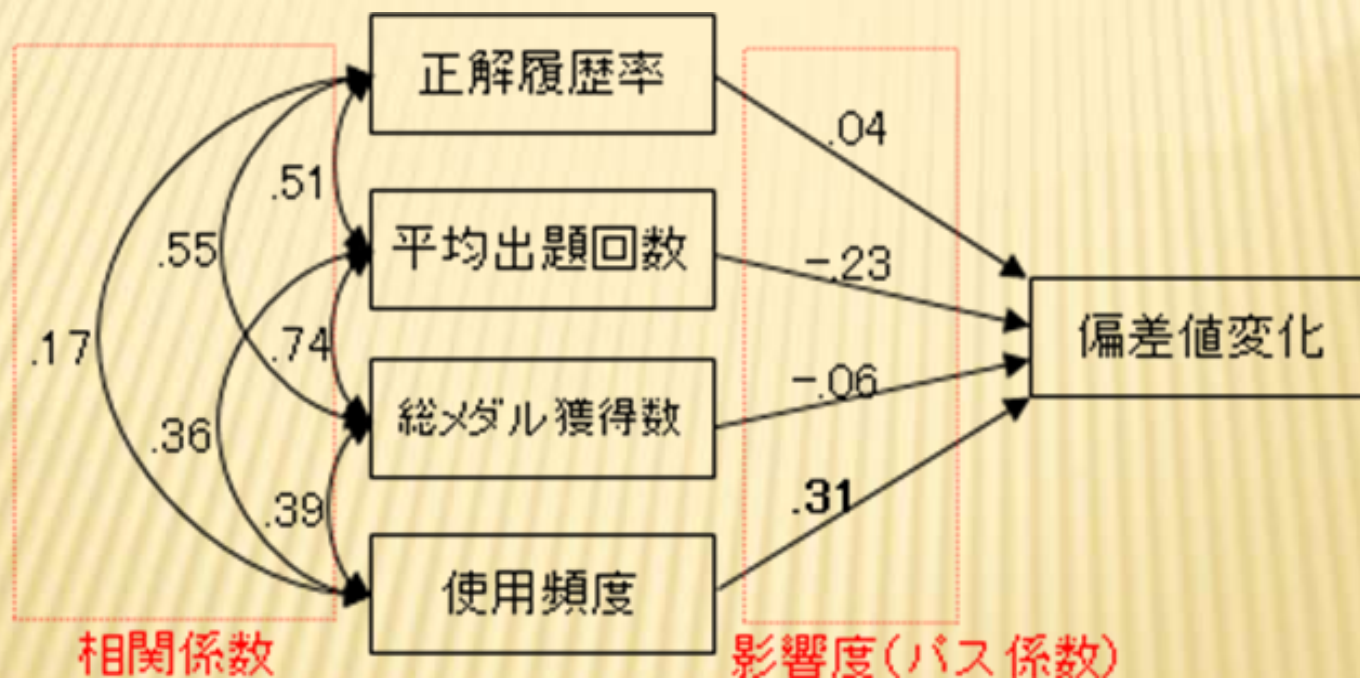 正解履歴率
.04
.51
平均出題回数
-.23
.55
偏差値変化
.74
.17
-.06
総メダル獲得数
.36
.31
.39
使用頻度
相関係数
影響度(パス係数)